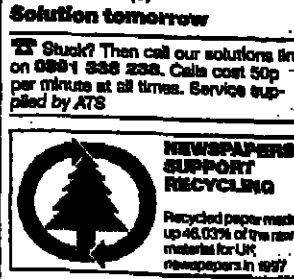 Solution tomorrow
☎ Stuck? Then call our solutions line
on 0891 338 238. Calls cost 50p
per minute at all times. Service sup-
plied by ATS
NEWSPAPERS
SUPPORT
RECYCLING
Recycled paper made
up 46.03% of the raw
material for UK
newspapers in 1997